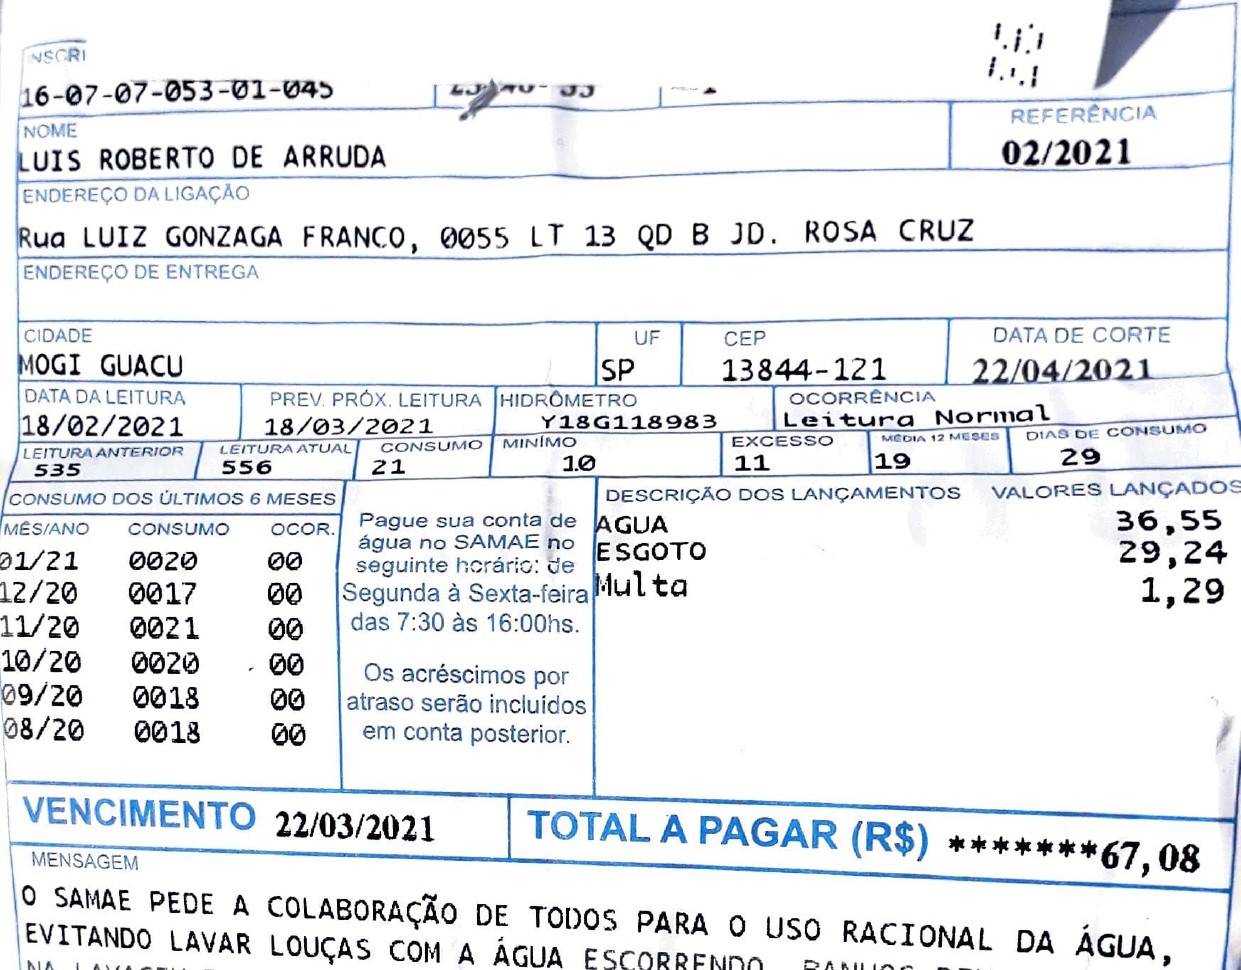 INSCRI
16-07-07-053-01-045
NOME
LUIS ROBERTO DE ARRUDA
REFERÊNCIA
02/2021
ENDEREÇO DA LIGAÇÃO
Rua LUIZ GONZAGA FRANCO, 0055 LT 13 QD B JD. ROSA CRUZ
ENDEREÇO DE ENTREGA
CIDADE UF CEP DATA DE CORTE
MOGI GUACU SP 13844-121 22/04/2021
DATA DA LEITURA PREV. PRÓX. LEITURA HIDRÔMETRO OCORRÊNCIA
18/02/2021 18/03/2021 Y18G118983 Leitura Normal
LEITURA ANTERIOR LEITURA ATUAL CONSUMO MINÍMO EXCESSO MÉDIA 12 MESES DIAS DE CONSUMO
535 556 21 10 11 19 29
CONSUMO DOS ÚLTIMOS 6 MESES
MÊS/ANO CONSUMO OCOR.
01/21 0020 00
12/20 0017 00
11/20 0021 00
10/20 0020 00
09/20 0018 00
08/20 0018 00
Pague sua conta de
água no SAMAE no
seguinte horário: de
Segunda à Sexta-feira
das 7:30 às 16:00hs.
Os acréscimos por
atraso serão incluídos
em conta posterior.
DESCRIÇÃO DOS LANÇAMENTOS VALORES LANÇADOS
AGUA 36,55
ESGOTO 29,24
Multa 1,29
VENCIMENTO 22/03/2021 TOTAL A PAGAR (R$) *******67,08
MENSAGEM
O SAMAE PEDE A COLABORAÇÃO DE TODOS PARA O USO RACIONAL DA ÁGUA,
EVITANDO LAVAR LOUÇAS COM A ÁGUA ESCORRENDO,